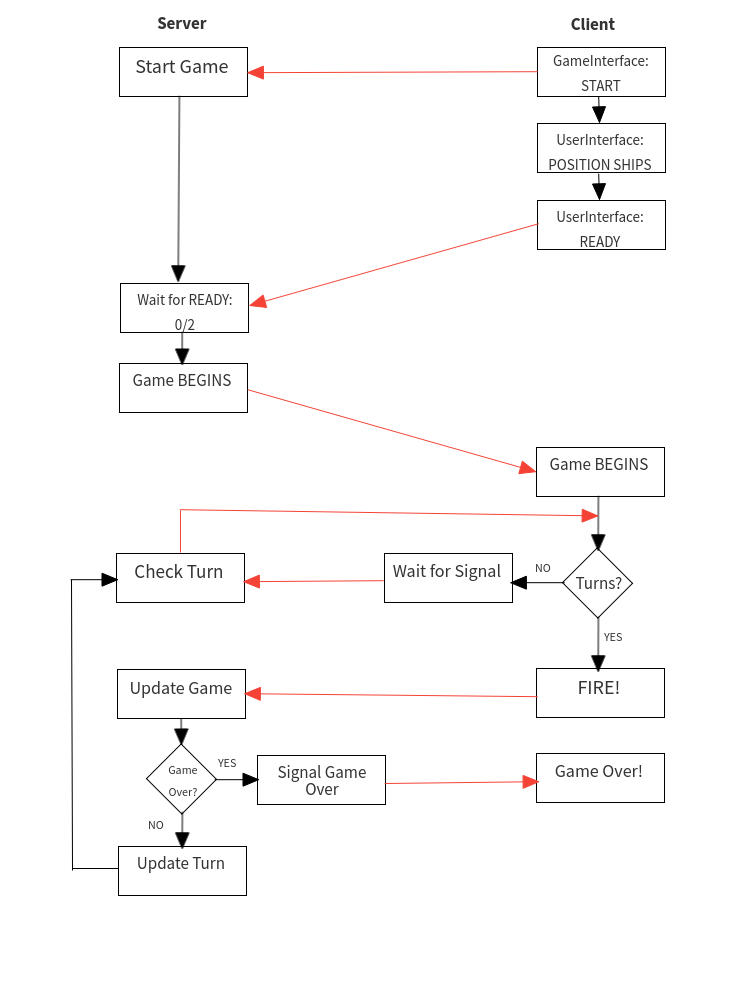 Server
Client
Start Game
GameInterface:
START
UserInterface:
POSITION SHIPS
UserInterface:
READY
Wait for READY:
0/2
Game BEGINS
Game BEGINS
Check Turn
Wait for Signal
NO
Turns?
YES
Update Game
FIRE!
Game
Over?
YES
Signal Game
Over
Game Over!
NO
Update Turn